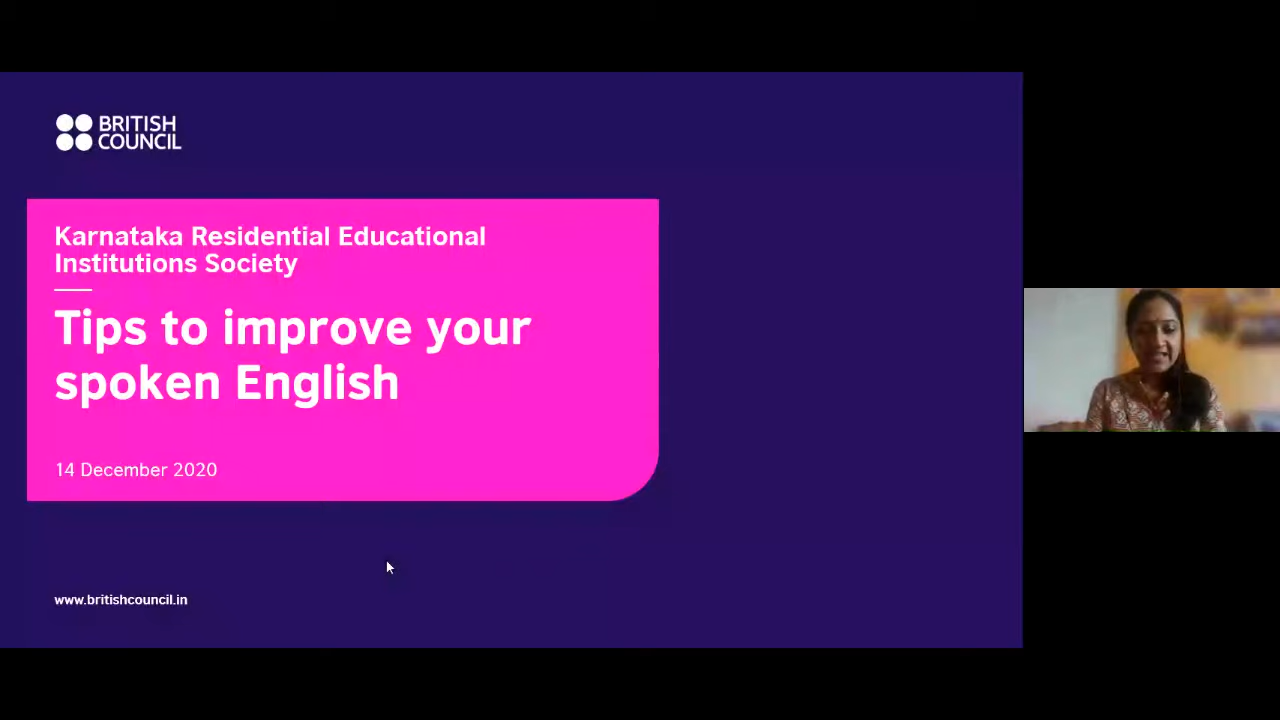 BRITISH
COUNCIL
Karnataka Residential Educational
Institutions Society
Tips to improve your
spoken English
14 December 2020
www.britishcouncil.in